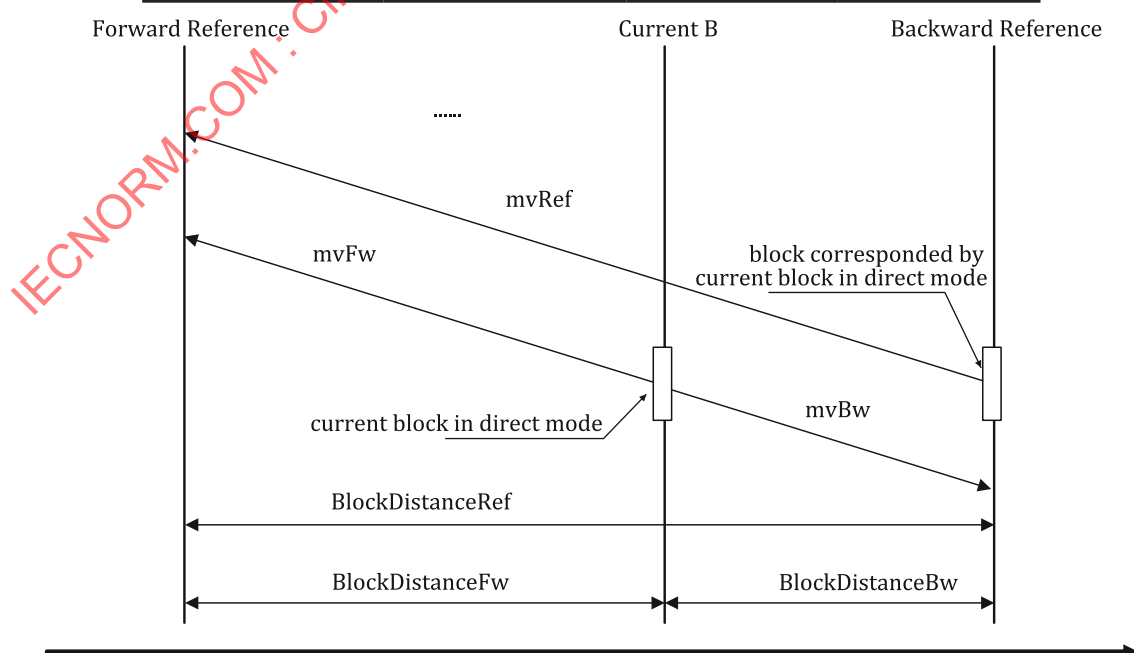 Forward Reference
Current B
Backward Reference
......
mvRef
mvFw
block corresponded by
current block in direct mode
mvBw
current block in direct mode
BlockDistanceRef
BlockDistanceFw
BlockDistanceBw
IECNORM.COM :